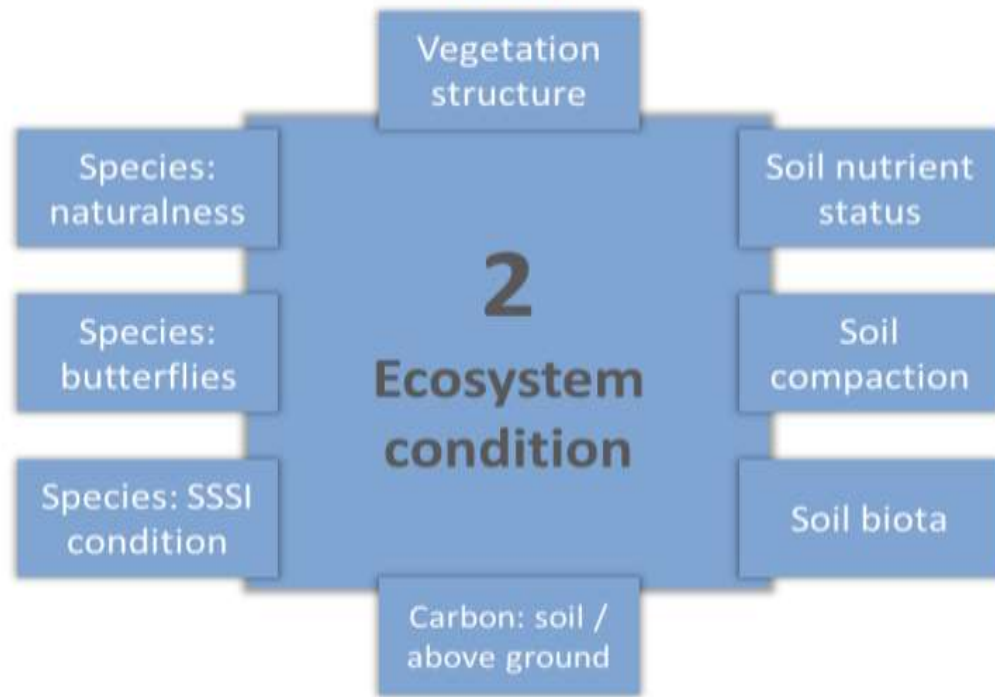 Vegetation
structure
Species:
naturalness
Soil nutrient
status
2
Ecosystem
condition
Species:
butterflies
Soil
compaction
Species: SSSI
condition
Soil biota
Carbon: soil /
above ground